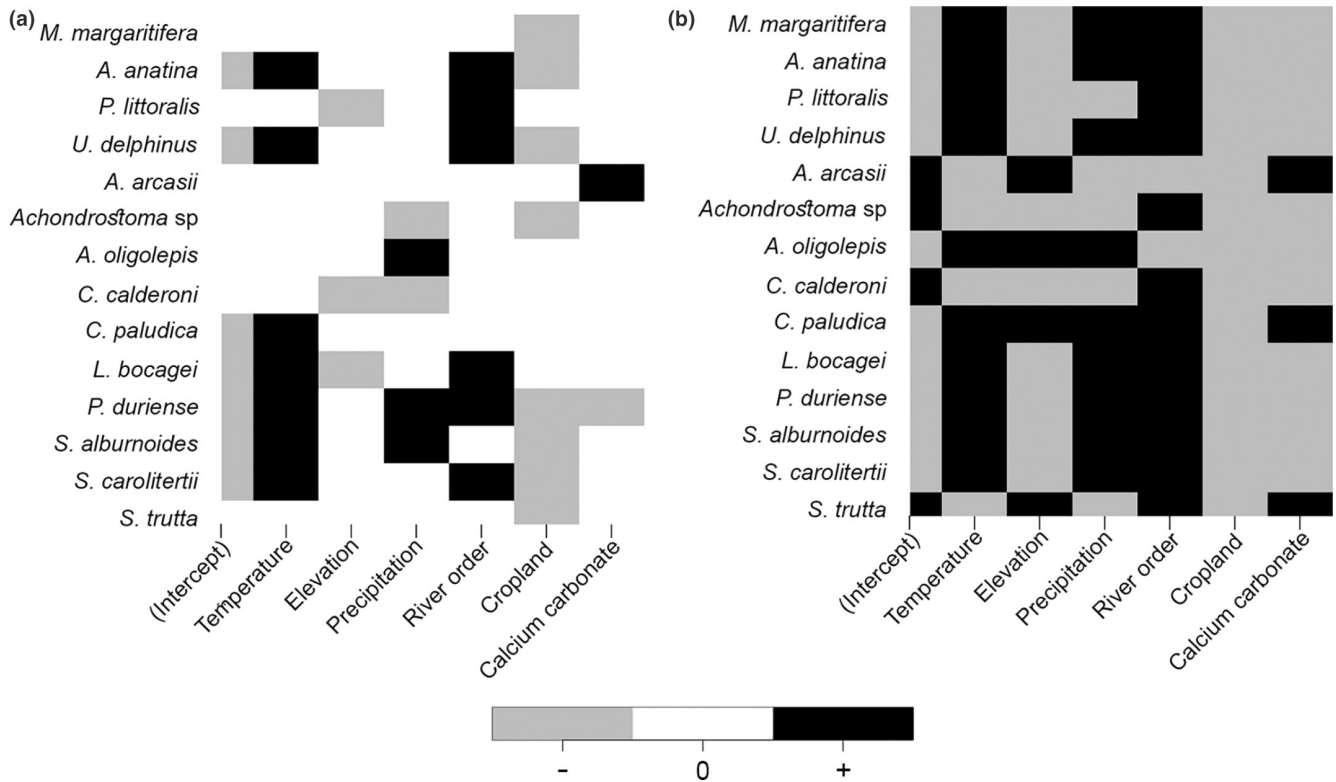 (a)
M. margaritifera
A. anatina
P. littoralis
U. delphinus
A. arcasii
Achondrostoma sp
A. oligolepis
C. calderoni
C. paludica
L. bocagei
P. duriense
S. alburnoides
S. carolitertii
S. trutta
(Intercept)
Temperature
Elevation
Precipitation
River order
Cropland
Calcium carbonate
(b)
M. margaritifera
A. anatina
P. littoralis
U. delphinus
A. arcasii
Achondrostoma sp
A. oligolepis
C. calderoni
C. paludica
L. bocagei
P. duriense
S. alburnoides
S. carolitertii
S. trutta
(Intercept)
Temperature
Elevation
Precipitation
River order
Cropland
Calcium carbonate
- 0 +